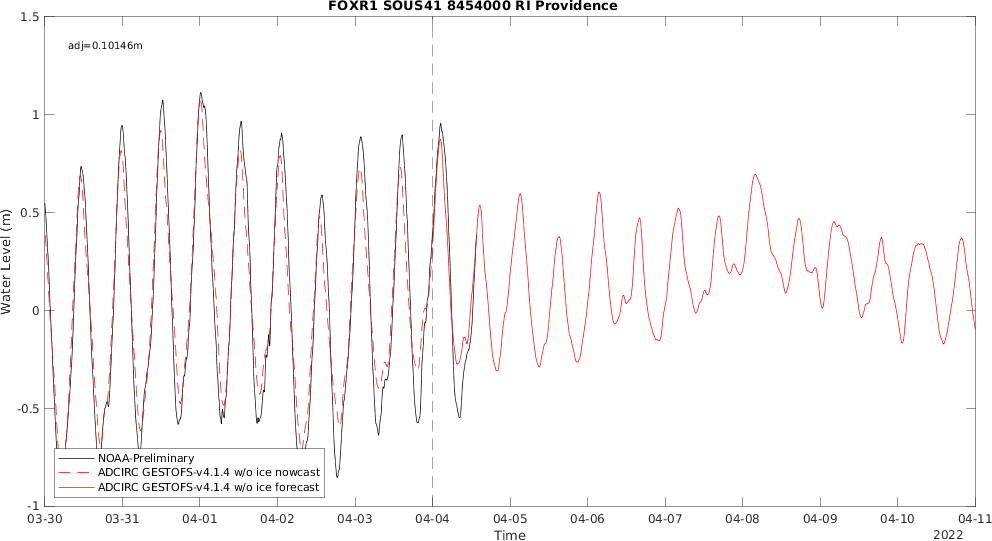 FOXR1 SOUS41 8454000 RI Providence
adj=0.10146m
1.5
1
0.5
0
-0.5
-1
Water Level (m)
NOAA-Preliminary
ADCIRC GESTOFS-v4.1.4 w/o ice nowcast
ADCIRC GESTOFS-v4.1.4 w/o ice forecast
03-30 03-31 04-01 04-02 04-03 04-04 04-05 04-06 04-07 04-08 04-09 04-10 04-11
Time
2022